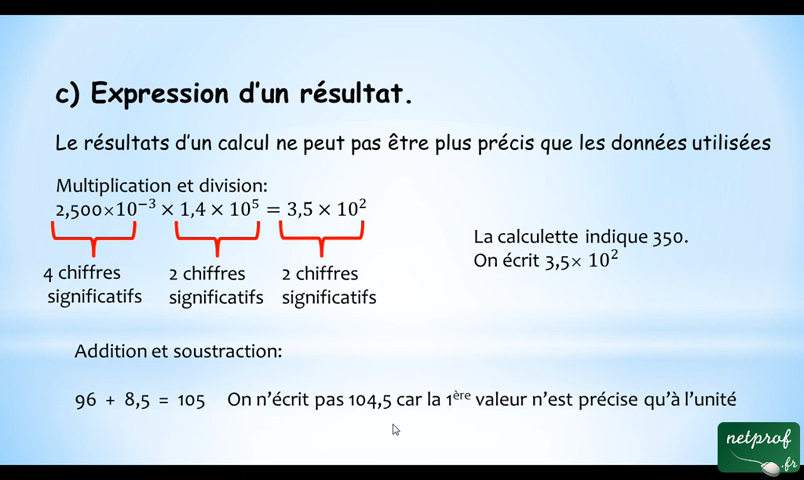 c) Expression d'un résultat.
Le résultats d'un calcul ne peut pas être plus précis que les données utilisées
Multiplication et division:
2,500×10⁻³ × 1,4 × 10⁵ = 3,5 × 10²
4 chiffres significatifs
2 chiffres significatifs
2 chiffres significatifs
La calculette indique 350.
On écrit 3,5× 10²
Addition et soustraction:
96 + 8,5 = 105 On n'écrit pas 104,5 car la 1ère valeur n'est précise qu'à l'unité
netprof
.fr